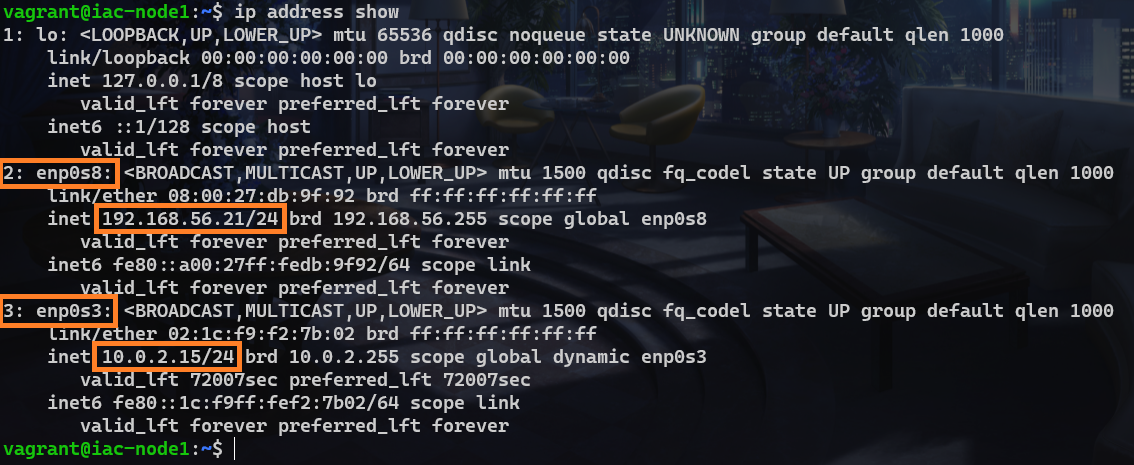 vagrant@iac-node1:~$ ip address show
1: lo: <LOOPBACK,UP,LOWER_UP> mtu 65536 qdisc noqueue state UNKNOWN group default qlen 1000
    link/loopback 00:00:00:00:00:00 brd 00:00:00:00:00:00
    inet 127.0.0.1/8 scope host lo
       valid_lft forever preferred_lft forever
    inet6 ::1/128 scope host
       valid_lft forever preferred_lft forever
2: enp0s8: <BROADCAST,MULTICAST,UP,LOWER_UP> mtu 1500 qdisc fq_codel state UP group default qlen 1000
    link/ether 08:00:27:db:9f:92 brd ff:ff:ff:ff:ff:ff
    inet 192.168.56.21/24 brd 192.168.56.255 scope global enp0s8
       valid_lft forever preferred_lft forever
    inet6 fe80::a00:27ff:fedb:9f92/64 scope link
       valid_lft forever preferred_lft forever
3: enp0s3: <BROADCAST,MULTICAST,UP,LOWER_UP> mtu 1500 qdisc fq_codel state UP group default qlen 1000
    link/ether 02:1c:f9:f2:7b:02 brd ff:ff:ff:ff:ff:ff
    inet 10.0.2.15/24 brd 10.0.2.255 scope global dynamic enp0s3
       valid_lft 72007sec preferred_lft 72007sec
    inet6 fe80::1c:f9ff:fef2:7b02/64 scope link
       valid_lft forever preferred_lft forever
vagrant@iac-node1:~$